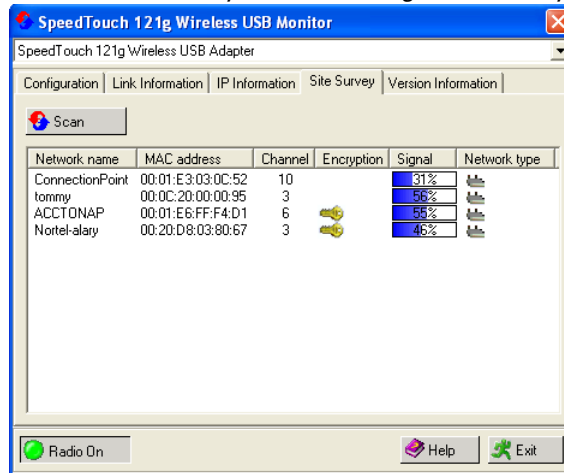 SpeedTouch 121g Wireless USB Monitor
SpeedTouch 121g Wireless USB Adapter
Configuration Link Information IP Information Site Survey Version Information
Scan
Network name MAC address Channel Encryption Signal Network type
ConnectionPoint 00:01:E3:03:0C:52 10 31%
tommy 00:0C:20:00:00:95 3 56%
ACCTONAP 00:01:E6:FF:F4:D1 6 55%
Nortel-alary 00:20:D8:03:80:67 3 46%
Radio On Help Exit